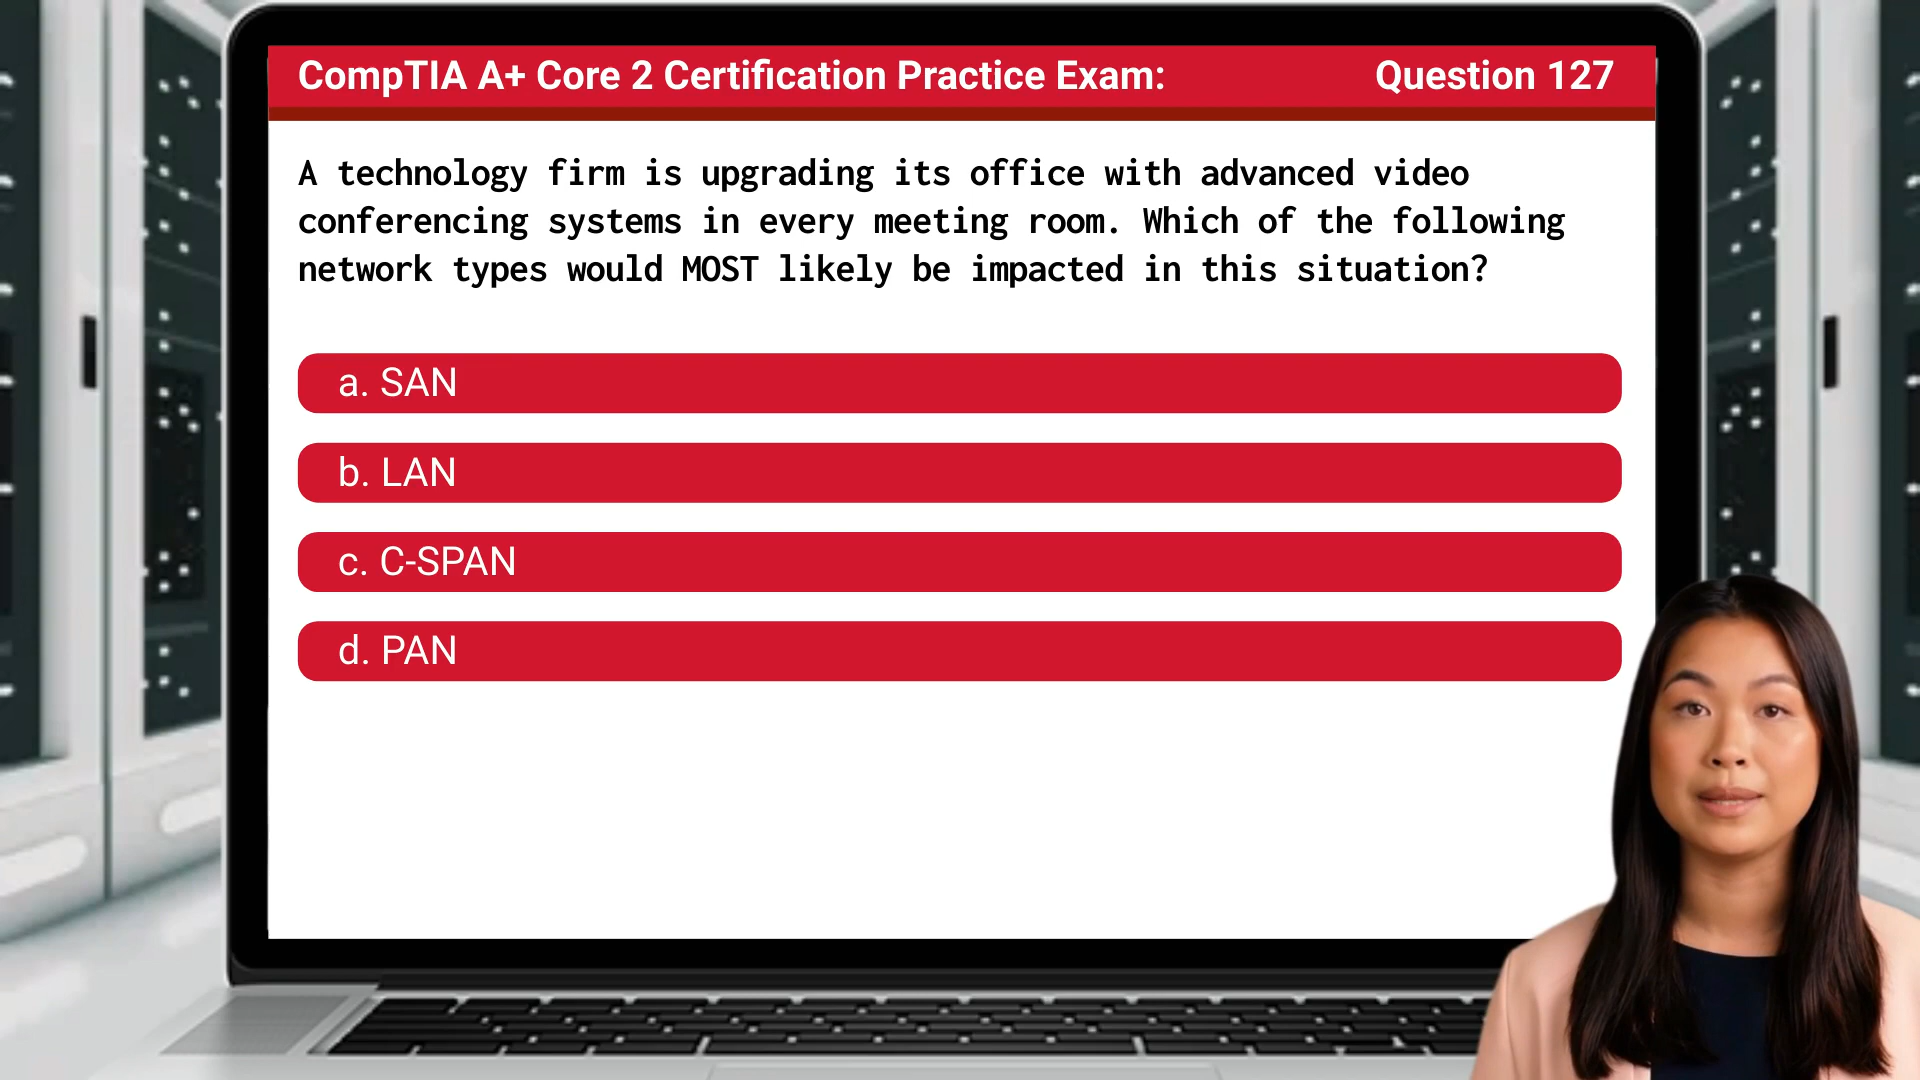 CompTIA A+ Core 2 Certification Practice Exam:
Question 127
A technology firm is upgrading its office with advanced video
conferencing systems in every meeting room. Which of the following
network types would MOST likely be impacted in this situation?
a. SAN
b. LAN
c. C-SPAN
d. PAN